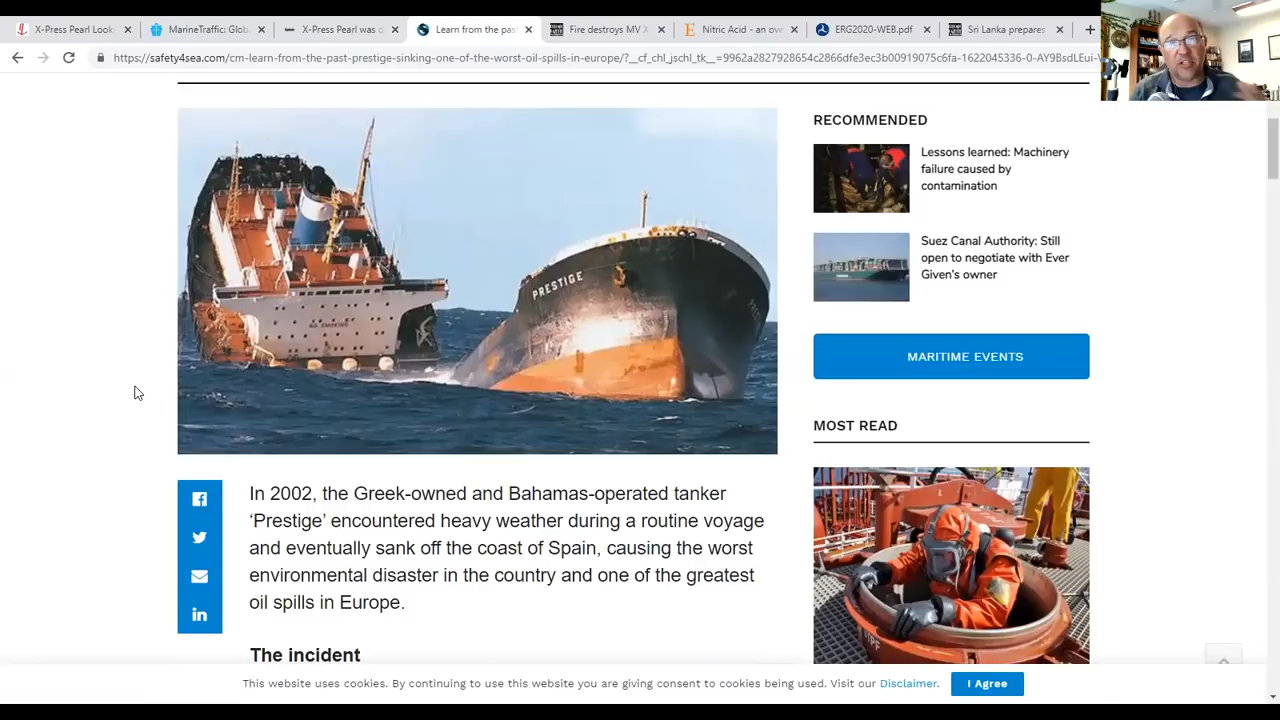 X-Press Pearl Look
MarineTraffic: Glob
X-Press Pearl was d
Learn from the past
Fire destroys MV X
Nitric Acid - an ove
ERG2020-WEB.pdf
Sri Lanka prepares
https://safety4sea.com/cm-learn-from-the-past-prestige-sinking-one-of-the-worst-oil-spills-in-europe/?__cf_chl_jschl_tk__=9962a2827928654c2866dfe3ec3b00919075c6fa-1622045336-0-AY9BsdLEui-
PRESTIGE
NO SMOKING
RECOMMENDED
Lessons learned: Machinery
failure caused by
contamination
Suez Canal Authority: Still
open to negotiate with Ever
Given's owner
MARITIME EVENTS
MOST READ
In 2002, the Greek-owned and Bahamas-operated tanker
‘Prestige’ encountered heavy weather during a routine voyage
and eventually sank off the coast of Spain, causing the worst
environmental disaster in the country and one of the greatest
oil spills in Europe.
The incident
This website uses cookies. By continuing to use this website you are giving consent to cookies being used. Visit our Disclaimer.
I Agree